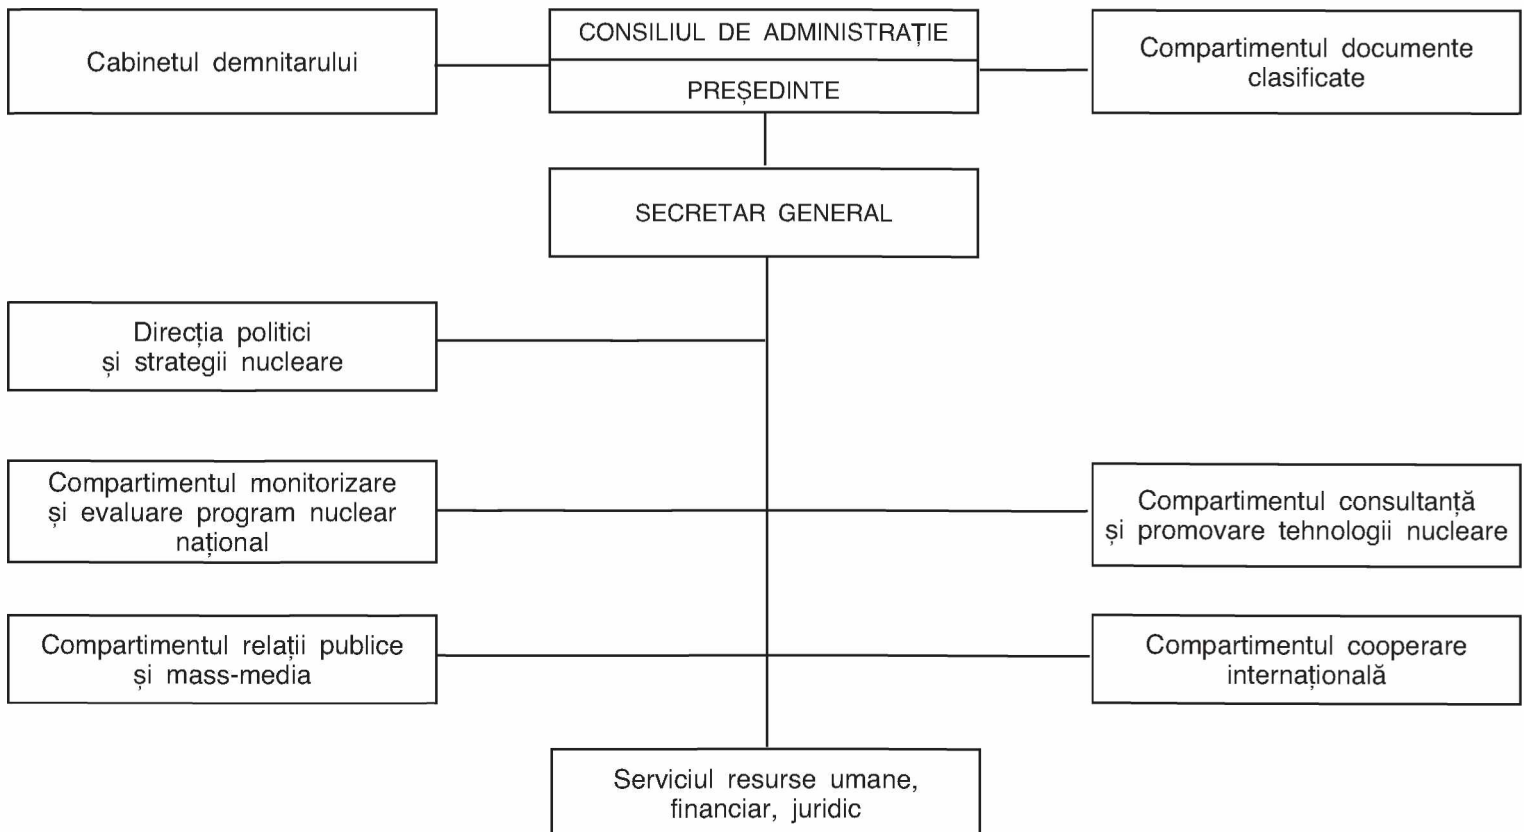 Cabinetul demnitarului
CONSILIUL DE ADMINISTRAȚIE
PREȘEDINTE
Compartimentul documente
clasificate
SECRETAR GENERAL
Direcția politici
și strategii nucleare
Compartimentul monitorizare
și evaluare program nuclear
național
Compartimentul consultanță
și promovare tehnologii nucleare
Compartimentul relații publice
și mass-media
Compartimentul cooperare
internațională
Serviciul resurse umane,
financiar, juridic